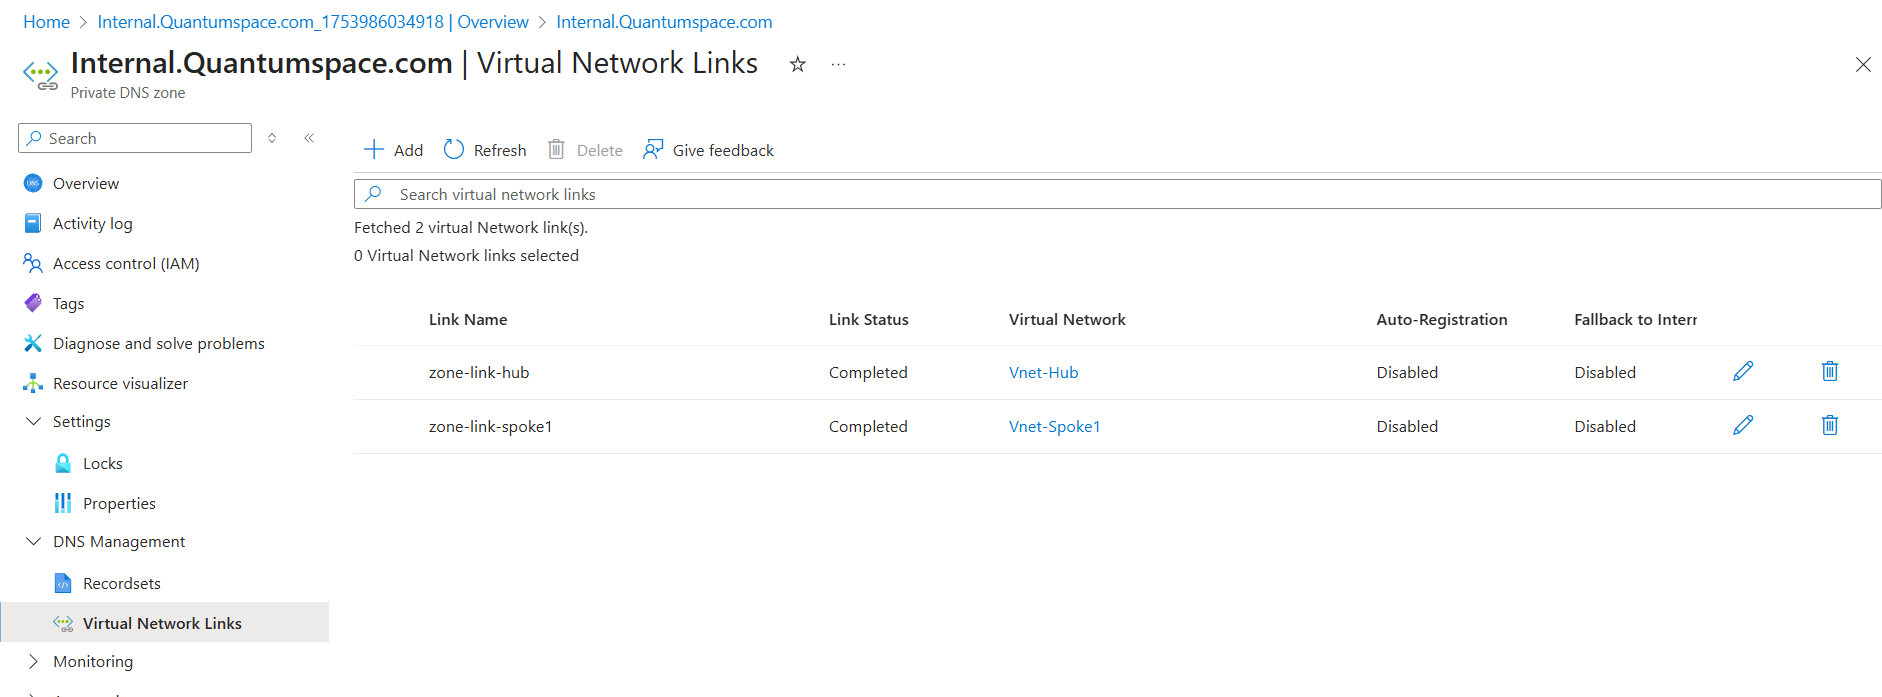 Home > Internal.Quantumspace.com_1753986034918 | Overview > Internal.Quantumspace.com
Internal.Quantumspace.com | Virtual Network Links
Private DNS zone
Search
Add Refresh Delete Give feedback
Search virtual network links
Fetched 2 virtual Network link(s).
0 Virtual Network links selected
Overview
Activity log
Access control (IAM)
Tags
Diagnose and solve problems
Resource visualizer
Settings
Locks
Properties
DNS Management
Recordsets
Virtual Network Links
Monitoring
Link Name Link Status Virtual Network Auto-Registration Fallback to Interr
zone-link-hub Completed Vnet-Hub Disabled Disabled
zone-link-spoke1 Completed Vnet-Spoke1 Disabled Disabled